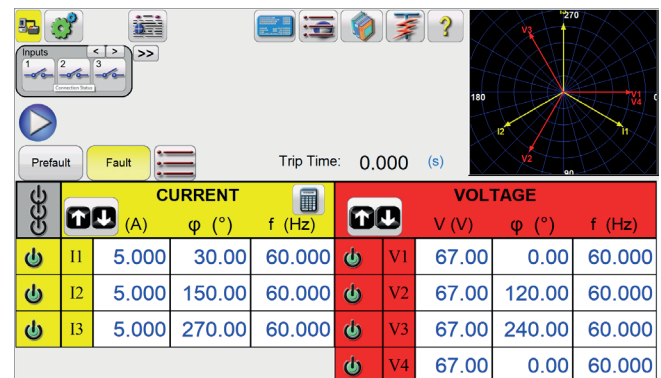 Inputs < > >>
1 2 3
Connection Status
Prefault Fault Trip Time: 0.000 (s)
270
V3
180 V1 0
V4
I2 I1
V2
90
CURRENT VOLTAGE
(A) φ (°) f (Hz) V (V) φ (°) f (Hz)
I1 5.000 30.00 60.000 V1 67.00 0.00 60.000
I2 5.000 150.00 60.000 V2 67.00 120.00 60.000
I3 5.000 270.00 60.000 V3 67.00 240.00 60.000
V4 67.00 0.00 60.000